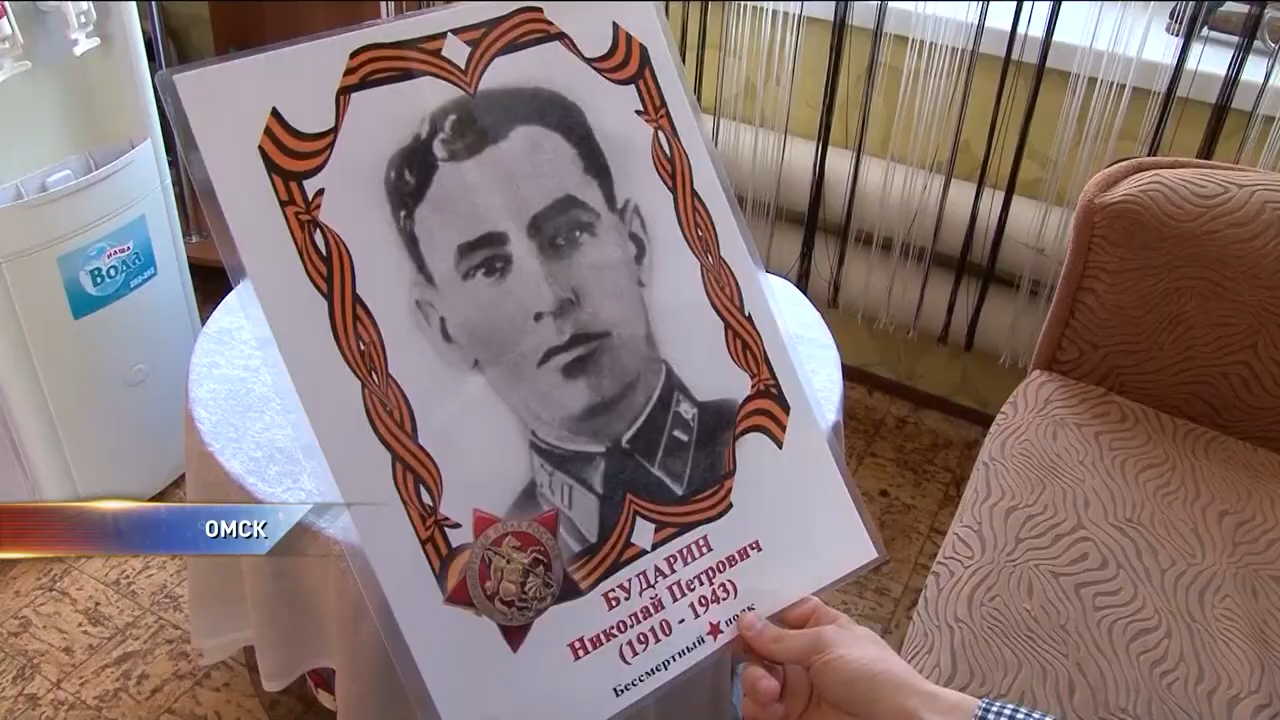 НАША
ВОДА
ОМСК
БУДАРИН
Николай Петрович
(1910 - 1943)
Бессмертный полк